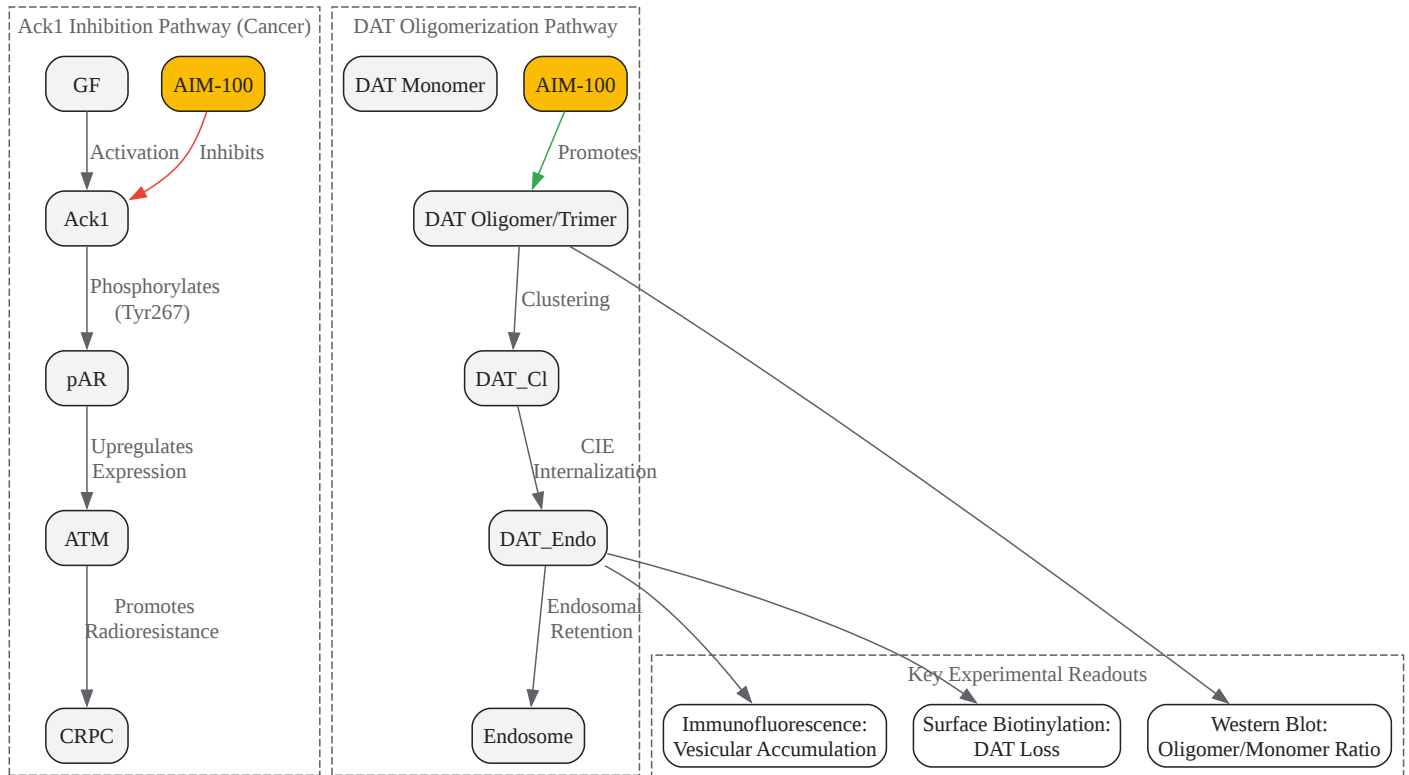 Ack1 Inhibition Pathway (Cancer)
GF
AIM-100
Activation
Inhibits
Ack1
Phosphorylates
(Tyr267)
pAR
Upregulates
Expression
ATM
Promotes
Radioresistance
CRPC
DAT Oligomerization Pathway
DAT Monomer
AIM-100
Promotes
DAT Oligomer/Trimer
Clustering
DAT_Cl
CIE
Internalization
DAT_Endo
Endosomal
Retention
Endosome
Key Experimental Readouts
Immunofluorescence:
Vesicular Accumulation
Surface Biotinylation:
DAT Loss
Western Blot:
Oligomer/Monomer Ratio